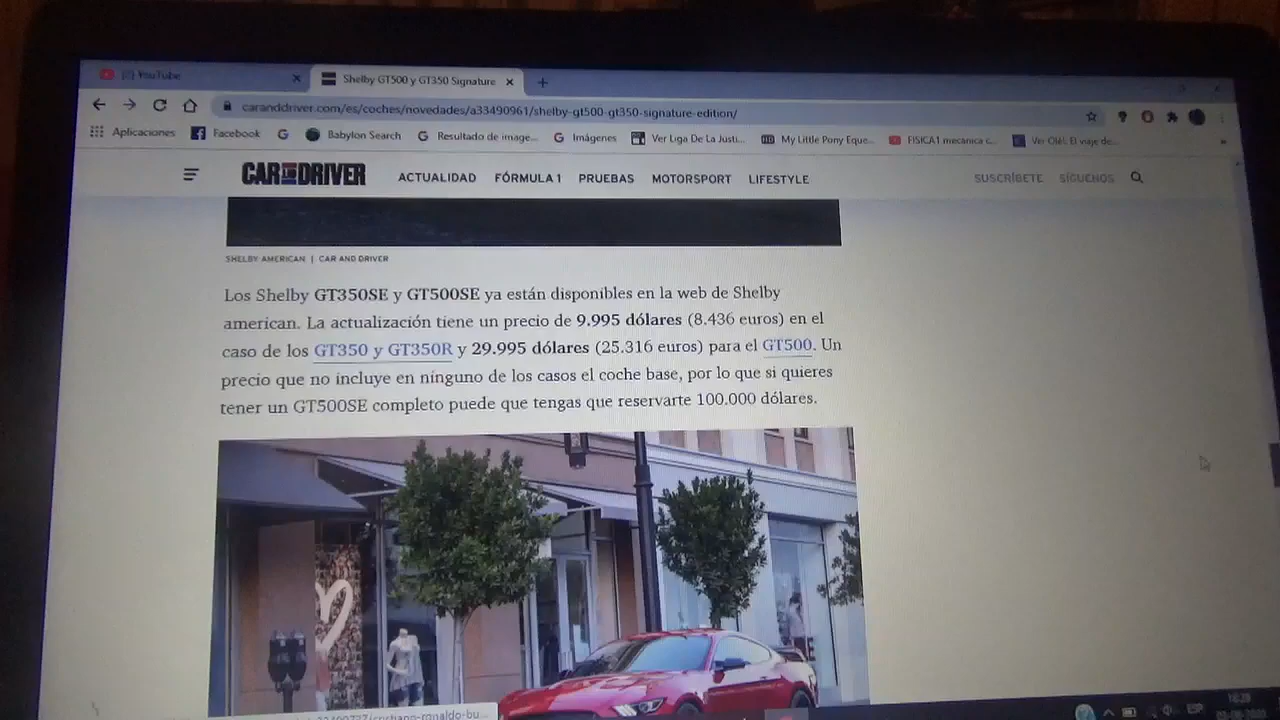 (1) YouTube
Shelby GT500 y GT350 Signature
caranddriver.com/es/coches/novedades/a33490961/shelby-gt500-gt350-signature-edition/
Aplicaciones Facebook Babylon Search Resultado de image... Imágenes Ver Liga De La Justi... My Little Pony Eque... FISICA1 mecanica c... Ver Olé!: El viaje de...
CAR AND DRIVER ACTUALIDAD FÓRMULA 1 PRUEBAS MOTORSPORT LIFESTYLE SUSCRÍBETE SÍGUENOS
SHELBY AMERICAN | CAR AND DRIVER
Los Shelby GT350SE y GT500SE ya están disponibles en la web de Shelby
american. La actualización tiene un precio de 9.995 dólares (8.436 euros) en el
caso de los GT350 y GT350R y 29.995 dólares (25.316 euros) para el GT500. Un
precio que no incluye en ninguno de los casos el coche base, por lo que si quieres
tener un GT500SE completo puede que tengas que reservarte 100.000 dólares.